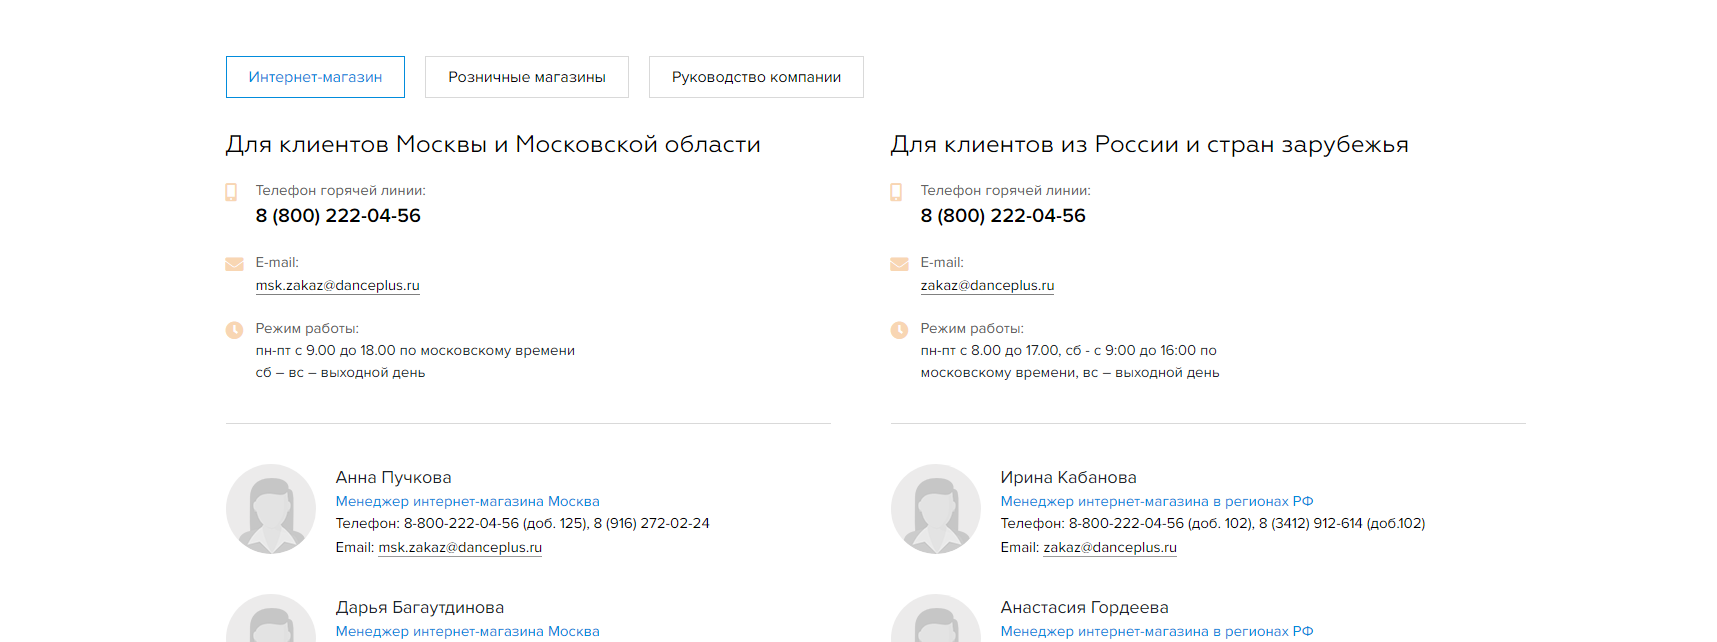 Интернет-магазин
Розничные магазины
Руководство компании
Для клиентов Москвы и Московской области
Телефон горячей линии:
8 (800) 222-04-56
E-mail:
msk.zakaz@danceplus.ru
Режим работы:
пн-пт с 9.00 до 18.00 по московскому времени
сб – вс – выходной день
Анна Пучкова
Менеджер интернет-магазина Москва
Телефон: 8-800-222-04-56 (доб. 125), 8 (916) 272-02-24
Email: msk.zakaz@danceplus.ru
Дарья Багаутдинова
Менеджер интернет-магазина Москва
Для клиентов из России и стран зарубежья
Телефон горячей линии:
8 (800) 222-04-56
E-mail:
zakaz@danceplus.ru
Режим работы:
пн-пт с 8.00 до 17.00, сб - с 9:00 до 16:00 по
московскому времени, вс – выходной день
Ирина Кабанова
Менеджер интернет-магазина в регионах РФ
Телефон: 8-800-222-04-56 (доб. 102), 8 (3412) 912-614 (доб.102)
Email: zakaz@danceplus.ru
Анастасия Гордеева
Менеджер интернет-магазина в регионах РФ